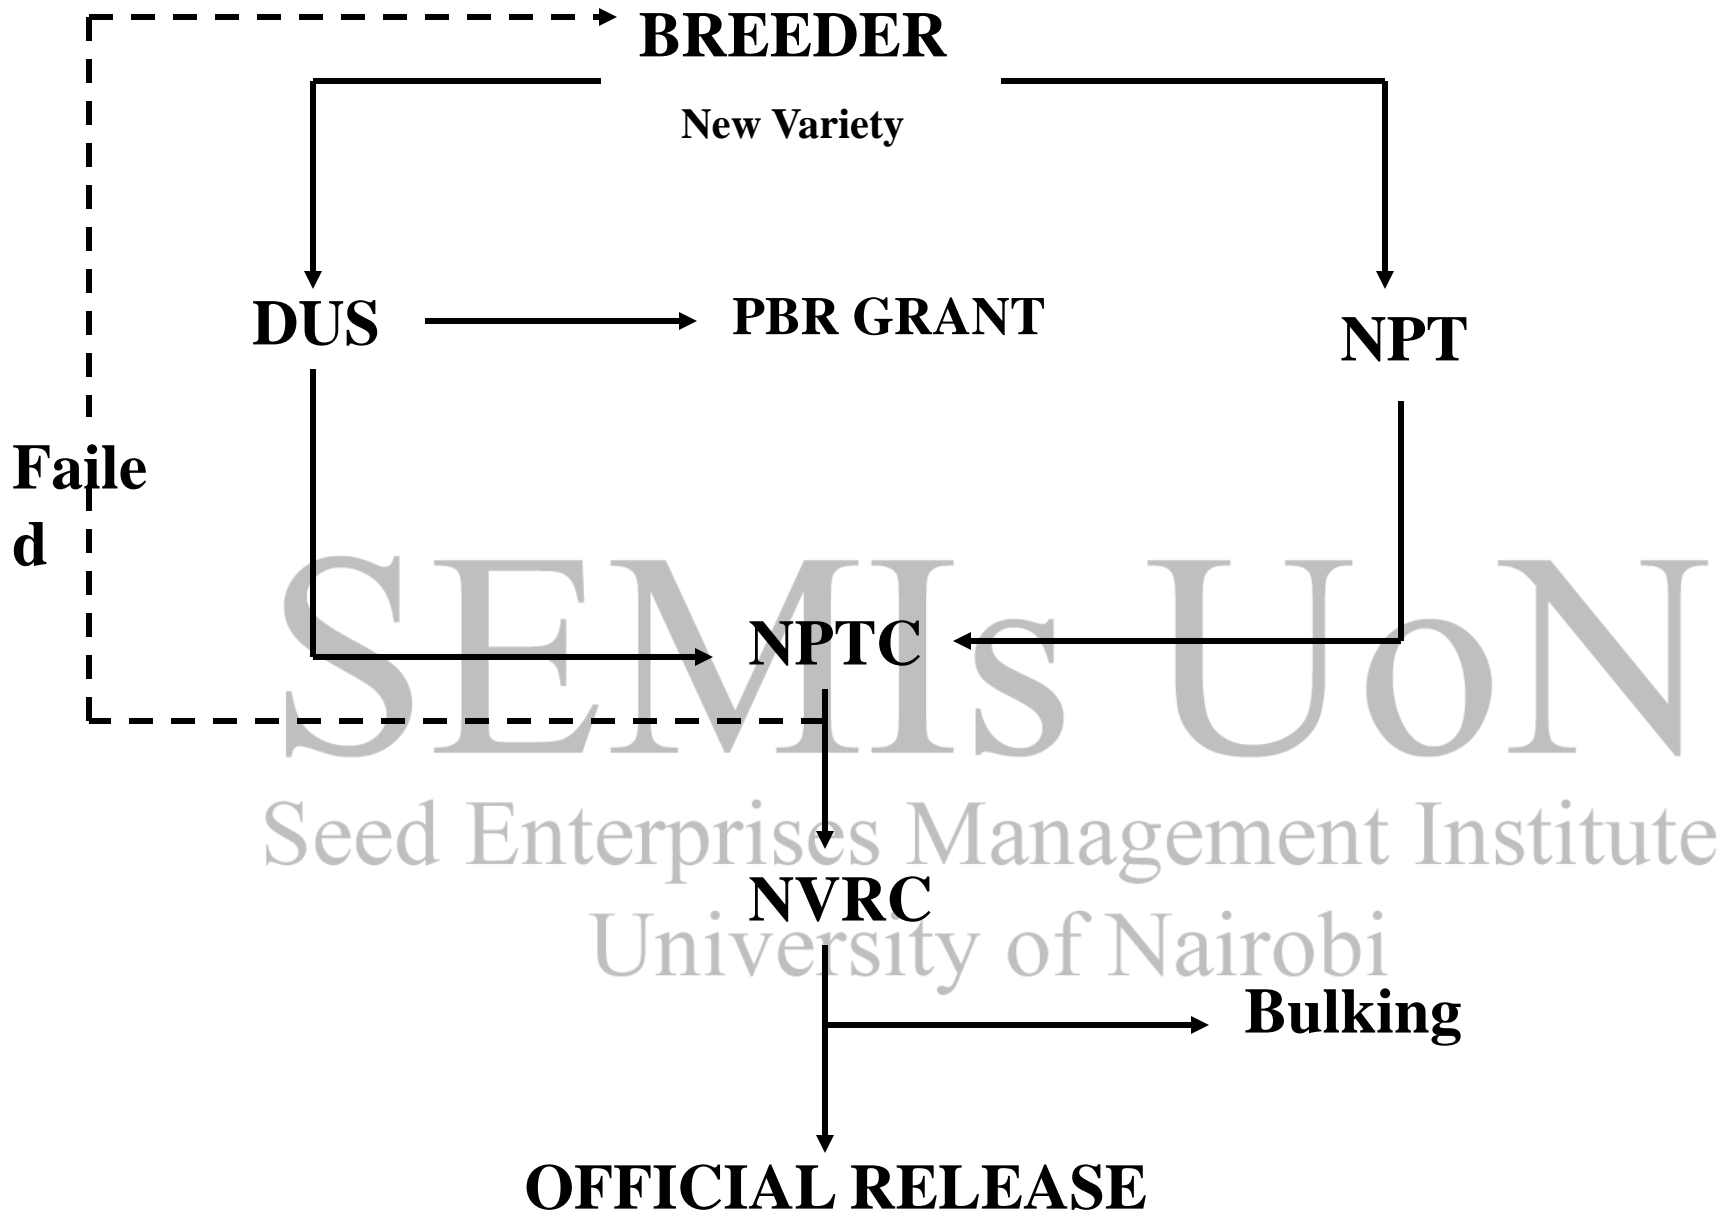 BREEDER
New Variety
DUS
PBR GRANT
NPT
Faile
d
SEMIs UoN
NPTC
Seed Enterprises Management Institute
NVRC
University of Nairobi
Bulking
OFFICIAL RELEASE